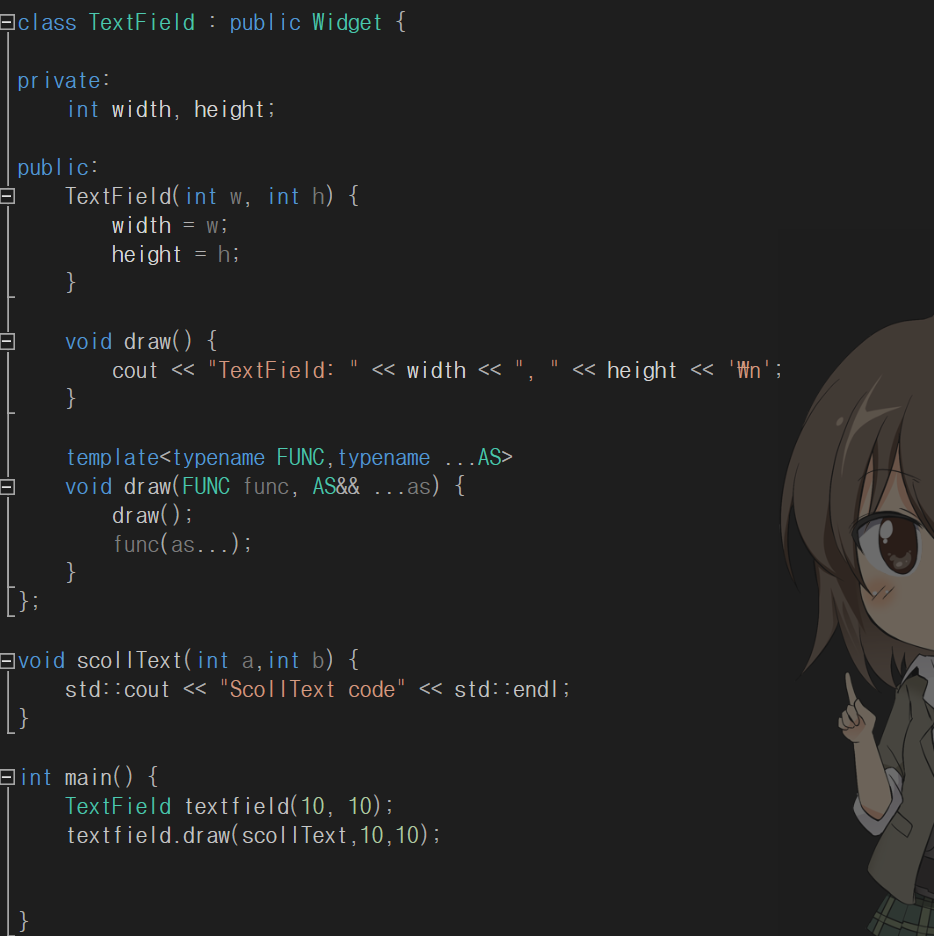 class TextField : public Widget {
private:
int width, height;
public:
TextField(int w, int h) {
width = w;
height = h;
}
void draw() {
cout << "TextField: " << width << ", " << height << '₩n';
}
template<typename FUNC,typename ...AS>
void draw(FUNC func, AS&& ...as) {
draw();
func(as...);
}
};
void scollText(int a,int b) {
std::cout << "ScollText code" << std::endl;
}
int main() {
TextField textfield(10, 10);
textfield.draw(scollText,10,10);
}